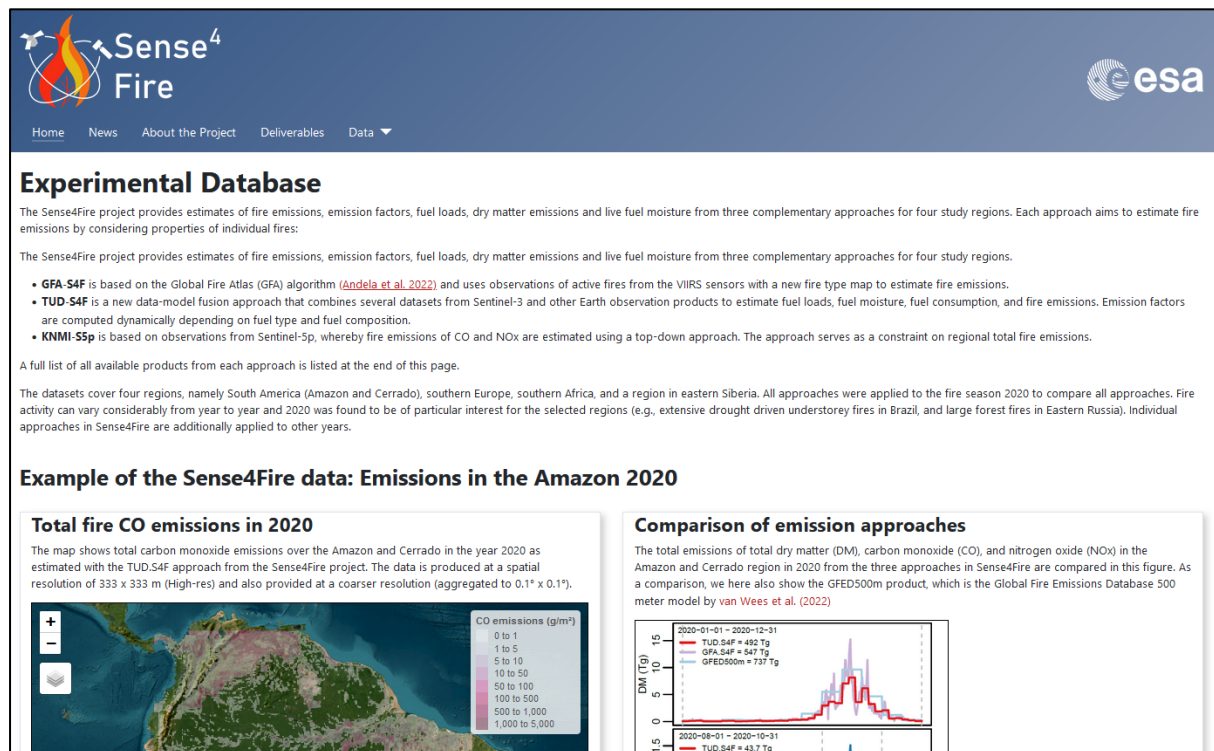 Sense4
Fire
esa
Home News About the Project Deliverables Data
Experimental Database
The Sense4Fire project provides estimates of fire emissions, emission factors, fuel loads, dry matter emissions and live fuel moisture from three complementary approaches for four study regions. Each approach aims to estimate fire
emissions by considering properties of individual fires:
The Sense4Fire project provides estimates of fire emissions, emission factors, fuel loads, dry matter emissions and live fuel moisture from three complementary approaches for four study regions.
• GFA-S4F is based on the Global Fire Atlas (GFA) algorithm (Andela et al. 2022) and uses observations of active fires from the VIIRS sensors with a new fire type map to estimate fire emissions.
• TUD-S4F is a new data-model fusion approach that combines several datasets from Sentinel-3 and other Earth observation products to estimate fuel loads, fuel moisture, fuel consumption, and fire emissions. Emission factors
are computed dynamically depending on fuel type and fuel composition.
• KNMI-S5p is based on observations from Sentinel-5p, whereby fire emissions of CO and NOx are estimated using a top-down approach. The approach serves as a constraint on regional total fire emissions.
A full list of all available products from each approach is listed at the end of this page.
The datasets cover four regions, namely South America (Amazon and Cerrado), southern Europe, southern Africa, and a region in eastern Siberia. All approaches were applied to the fire season 2020 to compare all approaches. Fire
activity can vary considerably from year to year and 2020 was found to be of particular interest for the selected regions (e.g., extensive drought driven understorey fires in Brazil, and large forest fires in Eastern Russia). Individual
approaches in Sense4Fire are additionally applied to other years.
Example of the Sense4Fire data: Emissions in the Amazon 2020
Total fire CO emissions in 2020
The map shows total carbon monoxide emissions over the Amazon and Cerrado in the year 2020 as
estimated with the TUD.S4F approach from the Sense4Fire project. The data is produced at a spatial
resolution of 333 x 333 m (High-res) and also provided at a coarser resolution (aggregated to 0.1° x 0.1°).
+
−
CO emissions (g/m²)
0 to 1
1 to 5
5 to 10
10 to 50
50 to 100
100 to 500
500 to 1,000
1,000 to 5,000
Comparison of emission approaches
The total emissions of total dry matter (DM), carbon monoxide (CO), and nitrogen oxide (NOx) in the
Amazon and Cerrado region in 2020 from the three approaches in Sense4Fire are compared in this figure. As
a comparison, we here also show the GFED500m product, which is the Global Fire Emissions Database 500
meter model by van Wees et al. (2022)
2020-01-01 - 2020-12-31
TUD.S4F = 492 Tg
GFA.S4F = 547 Tg
GFED500m = 737 Tg
DM (Tg)
15
10
5
0
2020-08-01 - 2020-10-31
TUD.S4F = 43.7 Tg
15